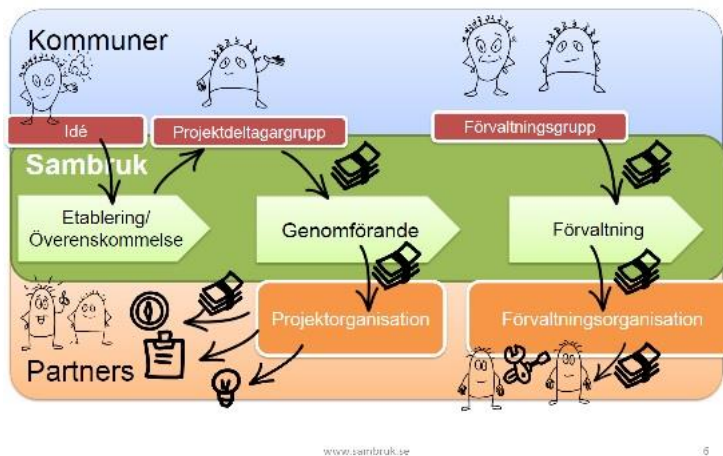 Kommuner
Idé
Projektdeltagargrupp
Förvaltningsgrupp
Sambruk
Etablering/
Överenskommelse
Genomförande
Förvaltning
Projektorganisation
Förvaltningsorganisation
Partners
www.sambruk.se
6